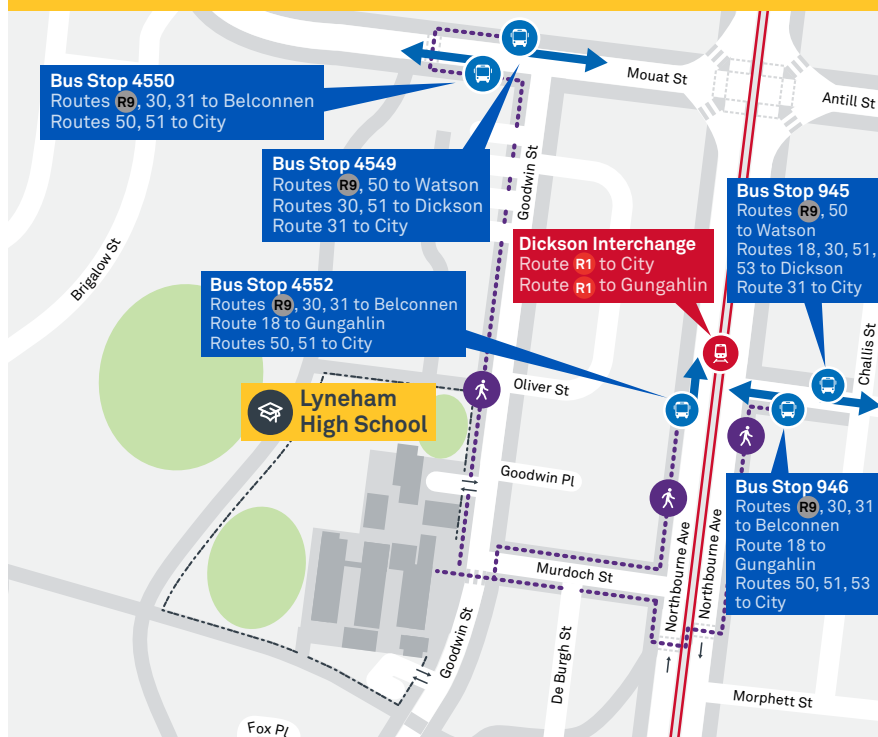 Mouat St
Antill St
Bus Stop 4550
Routes R9, 30, 31 to Belconnen
Routes 50, 51 to City
Bus Stop 4549
Routes R9, 50 to Watson
Routes 30, 51 to Dickson
Route 31 to City
Goodwin St
Bus Stop 945
Routes R9, 50
to Watson
Routes 18, 30, 51,
53 to Dickson
Route 31 to City
Dickson Interchange
Route R1 to City
Route R1 to Gungahlin
Brigalow St
Bus Stop 4552
Routes R9, 30, 31 to Belconnen
Route 18 to Gungahlin
Routes 50, 51 to City
Challis St
Oliver St
Lyneham
High School
Goodwin Pl
Bus Stop 946
Routes R9, 30, 31
to Belconnen
Route 18 to
Gungahlin
Routes 50, 51, 53
to City
Northbourne Ave
Northbourne Ave
Murdoch St
Goodwin St
De Burgh St
Morphett St
Fox Pl